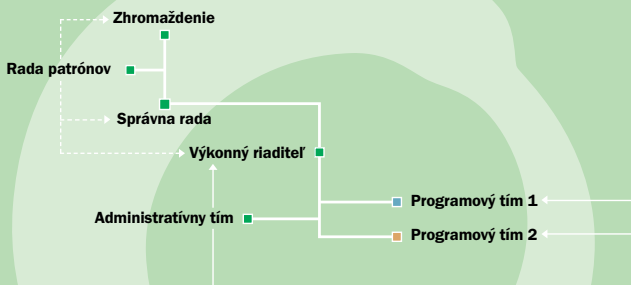 Zhromaždenie
Rada patrónov
Správna rada
Výkonný riaditeľ
Programový tím 1
Administratívny tím
Programový tím 2